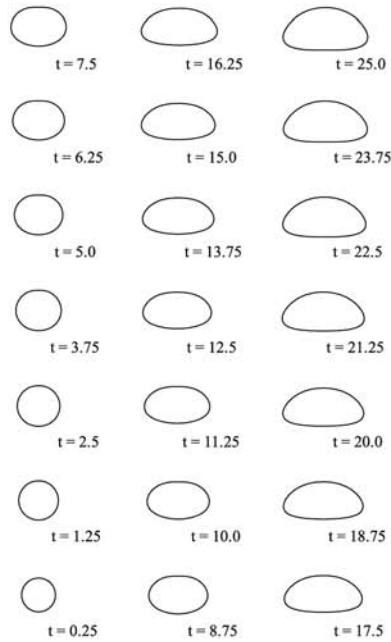 t = 7.5 t = 16.25 t = 25.0
t = 6.25 t = 15.0 t = 23.75
t = 5.0 t = 13.75 t = 22.5
t = 3.75 t = 12.5 t = 21.25
t = 2.5 t = 11.25 t = 20.0
t = 1.25 t = 10.0 t = 18.75
t = 0.25 t = 8.75 t = 17.5